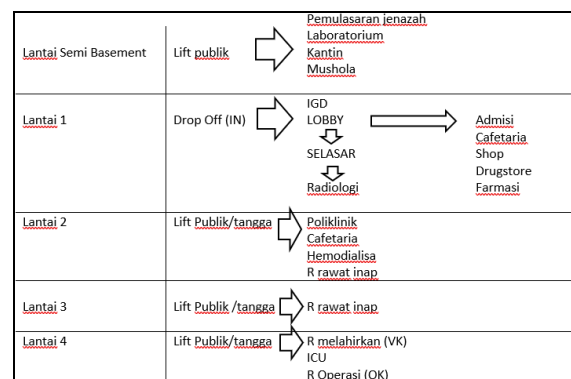 Pemulasaran jenazah
Laboratorium
Lantai Semi Basement Lift publik Kantin
Mushola
IGD
Lantai 1 Drop Off (IN) LOBBY Admisi
Cafetaria
SELASAR Shop
Drugstore
Radiologi Farmasi
Lantai 2 Lift Publik/tangga Poliklinik
Cafetaria
Hemodialisa
R rawat inap
Lantai 3 Lift Publik /tangga R rawat inap
Lantai 4 Lift Publik/tangga R melahirkan (VK)
ICU
R Operasi (OK)